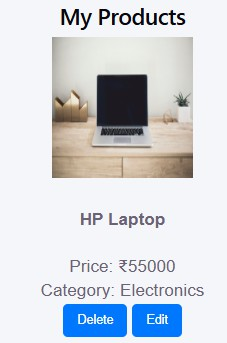 My Products
HP Laptop
Price: ₹55000
Category: Electronics
Delete Edit